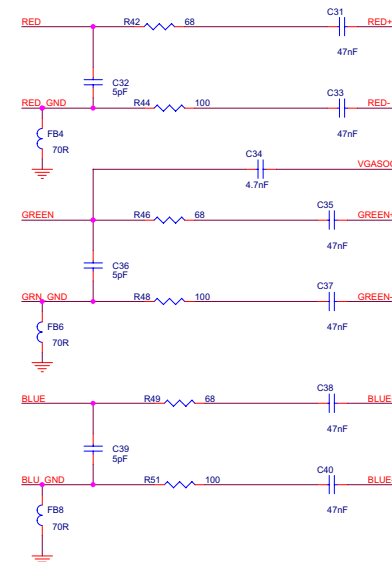 C31
RED R42 68 RED+
47nF
C32
5pF
C33
RED_GND R44 100 RED-
47nF
FB4
70R
C34
VGASO
4.7nF
C35
GREEN R46 68 GREEN+
47nF
C36
5pF
C37
GRN_GND R48 100 GREEN-
47nF
FB6
70R
C38
BLUE R49 68 BLUE
47nF
C39
5pF
C40
BLU_GND R51 100 BLUE
47nF
FB8
70R